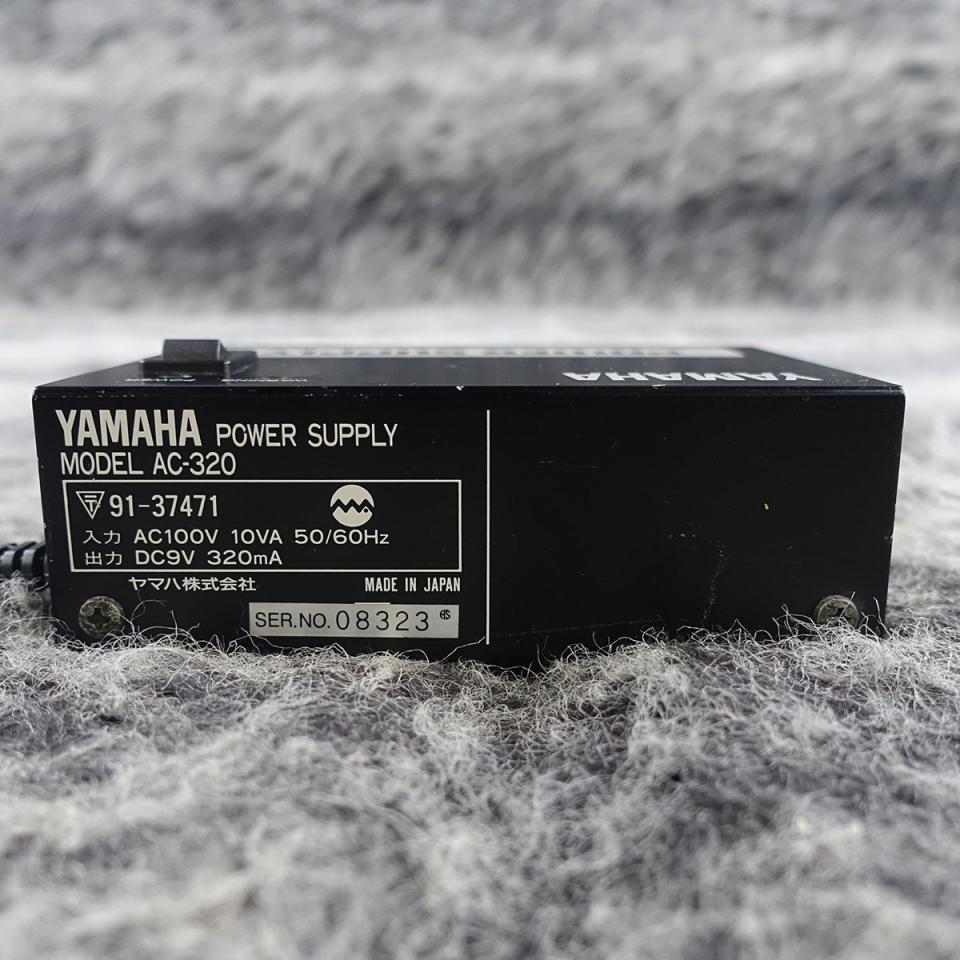 YAMAHA
YAMAHA POWER SUPPLY
MODEL AC-320
91-37471
入力 AC100V 10VA 50/60Hz
出力 DC9V 320mA
ヤマハ株式会社 MADE IN JAPAN
SER.NO. 08323